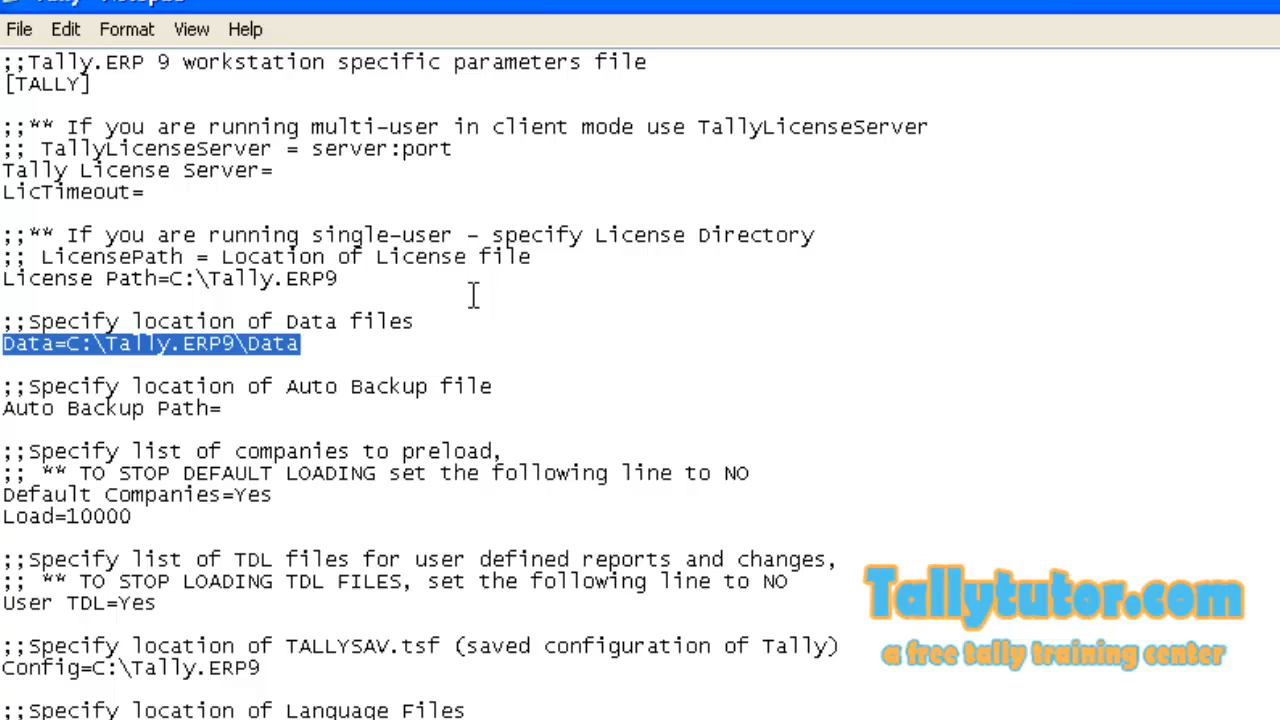 Tally - Notepad
File Edit Format View Help
;;Tally.ERP 9 workstation specific parameters file
[TALLY]
;;** If you are running multi-user in client mode use TallyLicenseServer
;; TallyLicenseServer = server:port
Tally License Server=
LicTimeout=
;;** If you are running single-user - specify License Directory
;; LicensePath = Location of License file
License Path=C:\Tally.ERP9
;;Specify location of Data files
Data=C:\Tally.ERP9\Data
;;Specify location of Auto Backup file
Auto Backup Path=
;;Specify list of companies to preload,
;; ** TO STOP DEFAULT LOADING set the following line to NO
Default Companies=Yes
Load=10000
;;Specify list of TDL files for user defined reports and changes,
;; ** TO STOP LOADING TDL FILES, set the following line to NO
User TDL=Yes
Tallytutor.com
a free tally training center
;;Specify location of TALLYSAV.tsf (saved configuration of Tally)
Config=C:\Tally.ERP9
;;Specify location of Language Files